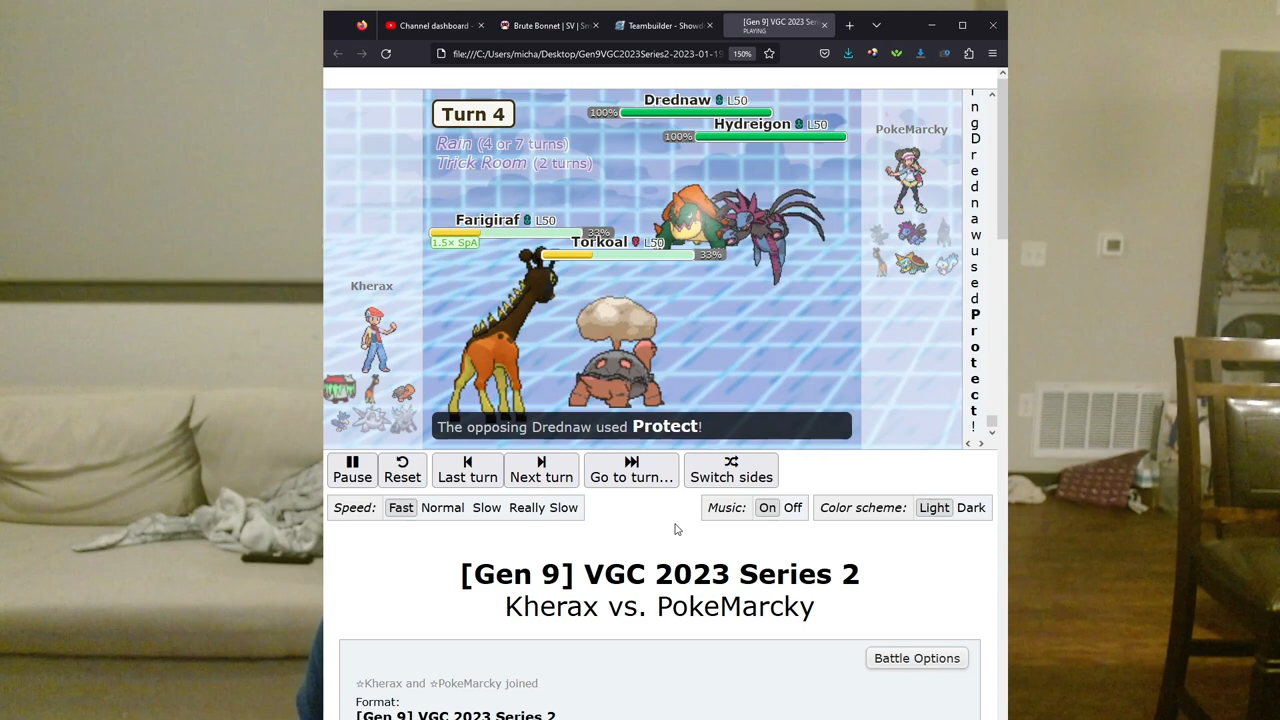 Channel dashboard -
Brute Bonnet | SV | Sm
Teambuilder - Showd
[Gen 9] VGC 2023 Seri
PLAYING
file:///C:/Users/micha/Desktop/Gen9VGC2023Series2-2023-01-19
150%
Turn 4
Rain (4 or 7 turns)
Trick Room (2 turns)
Drednaw L50
100%
Hydreigon L50
100%
PokeMarcky
Farigiraf L50
33%
1.5× SpA
Torkoal L50
33%
Kherax
The opposing Drednaw used Protect!
i
n
g
D
r
e
d
n
a
w
u
s
e
d
P
r
o
t
e
c
t
!
Pause
Reset
Last turn
Next turn
Go to turn...
Switch sides
Speed: Fast Normal Slow Really Slow
Music: On Off
Color scheme: Light Dark
[Gen 9] VGC 2023 Series 2
Kherax vs. PokeMarcky
Battle Options
☆Kherax and ☆PokeMarcky joined
Format:
[Gen 9] VGC 2023 Series 2